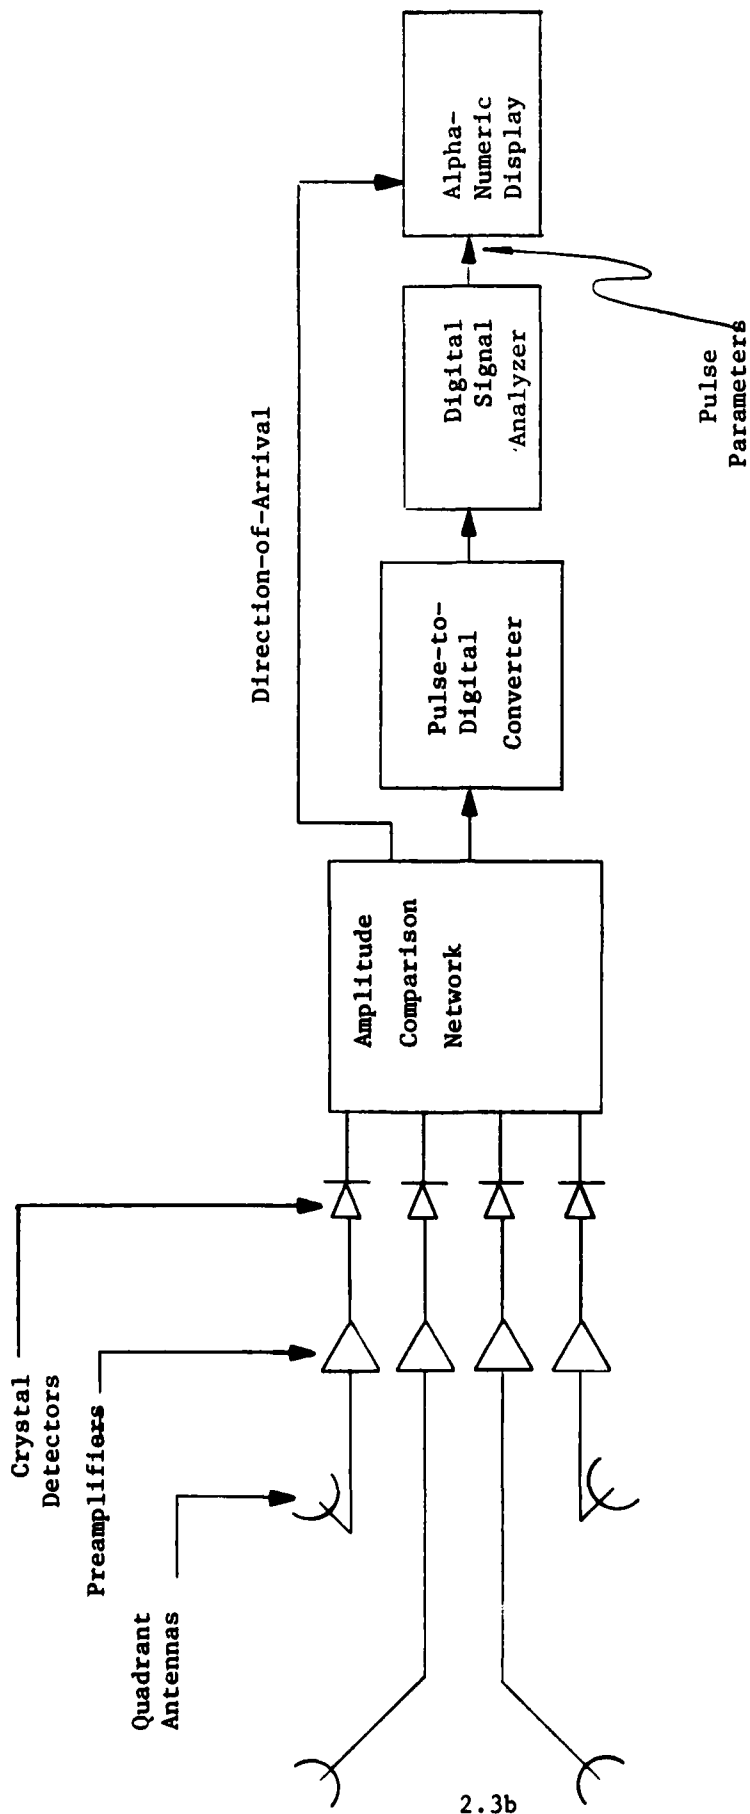 Quadrant
Antennas
Preamplifiers
Crystal
Detectors
Amplitude
Comparison
Network
Direction-of-Arrival
Pulse-to-
Digital
Converter
Digital
Signal
Analyzer
Pulse
Parameters
Alpha-
Numeric
Display
2.3b